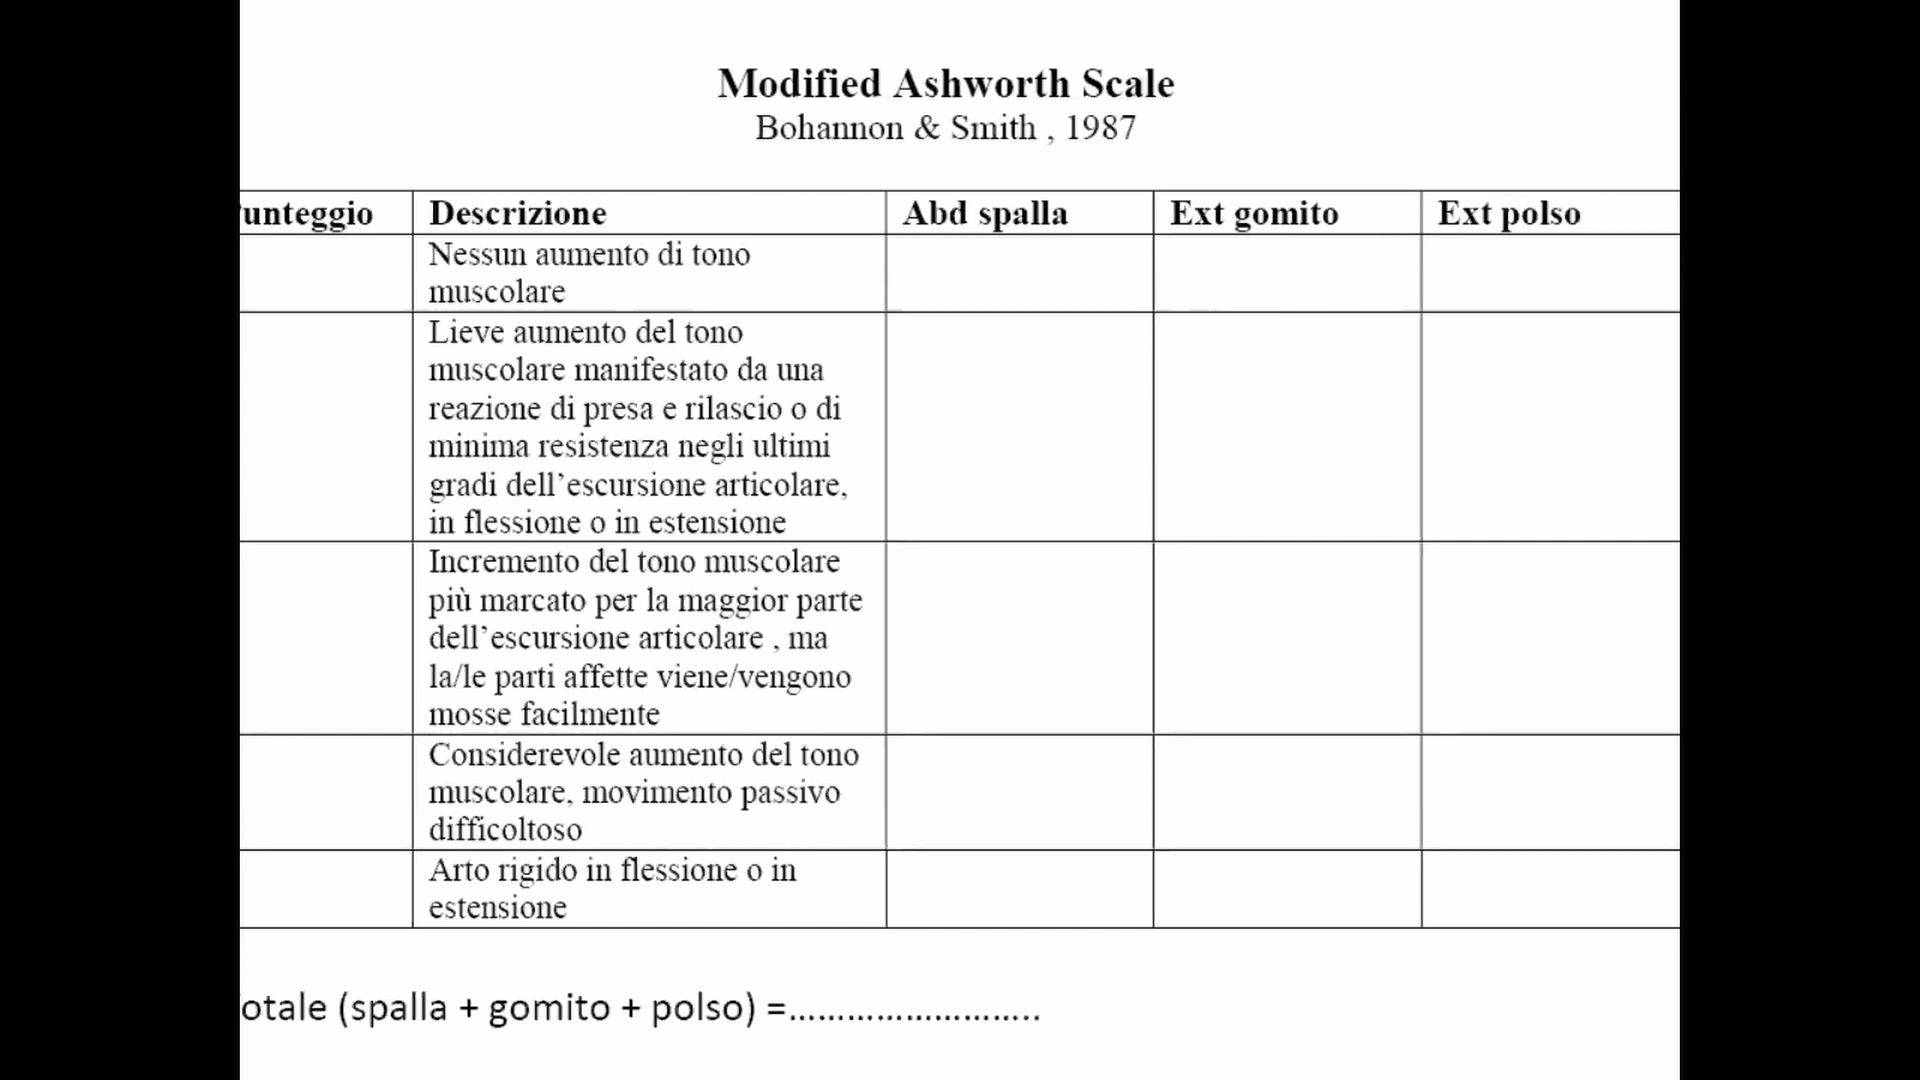 Modified Ashworth Scale
Bohannon & Smith , 1987
unteggio Descrizione Abd spalla Ext gomito Ext polso
Nessun aumento di tono
muscolare
Lieve aumento del tono
muscolare manifestato da una
reazione di presa e rilascio o di
minima resistenza negli ultimi
gradi dell’escursione articolare,
in flessione o in estensione
Incremento del tono muscolare
più marcato per la maggior parte
dell’escursione articolare , ma
la/le parti affette viene/vengono
mosse facilmente
Considerevole aumento del tono
muscolare, movimento passivo
difficoltoso
Arto rigido in flessione o in
estensione
otale (spalla + gomito + polso) =……………………..